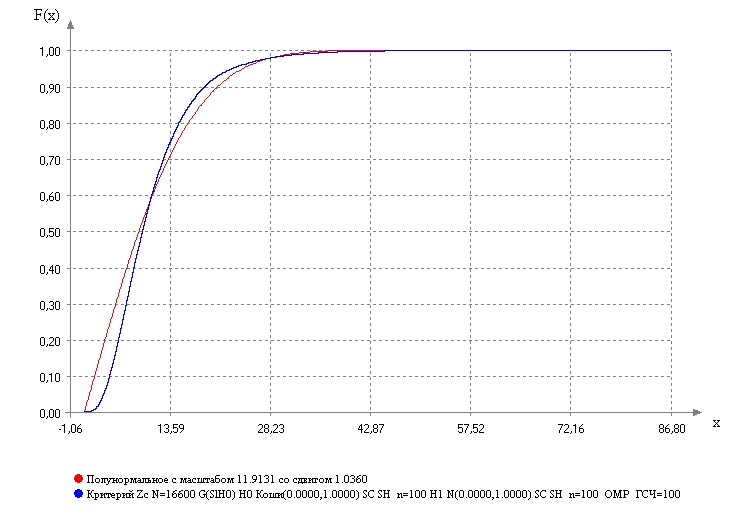 F(x)
1,00
0,90
0,80
0,70
0,60
0,50
0,40
0,30
0,20
0,10
0,00
-1,06 13,59 28,23 42,87 57,52 72,16 86,80
x
Полунормальное с масштабом 11.9131 со сдвигом 1.0360
Критерий Zc N=16600 G(S|H0) H0 Коши(0.0000,1.0000) SC SH n=100 H1 N(0.0000,1.0000) SC SH n=100 ОМР ГСЧ=100